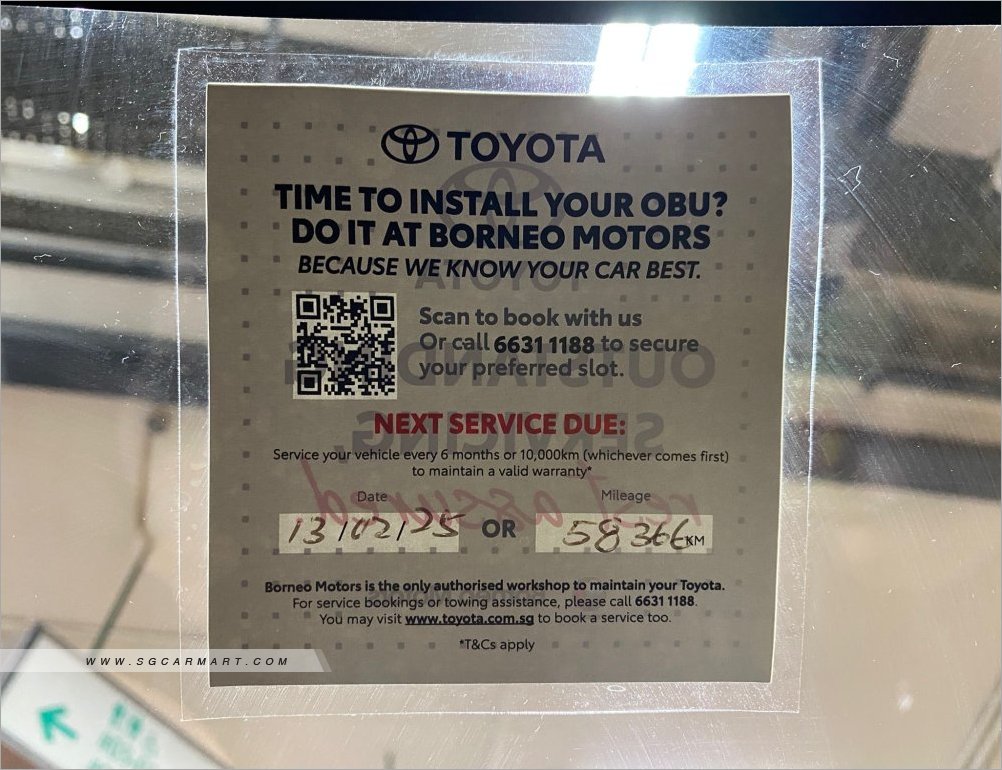 TOYOTA
TIME TO INSTALL YOUR OBU?
DO IT AT BORNEO MOTORS
BECAUSE WE KNOW YOUR CAR BEST.
Scan to book with us
Or call 6631 1188 to secure
your preferred slot.
NEXT SERVICE DUE:
Service your vehicle every 6 months or 10,000km (whichever comes first)
to maintain a valid warranty*
Date
Mileage
13/02/25 OR 58366 KM
Borneo Motors is the only authorised workshop to maintain your Toyota.
For service bookings or towing assistance, please call 6631 1188.
You may visit www.toyota.com.sg to book a service too.
*T&Cs apply
WWW.SGCARMART.COM